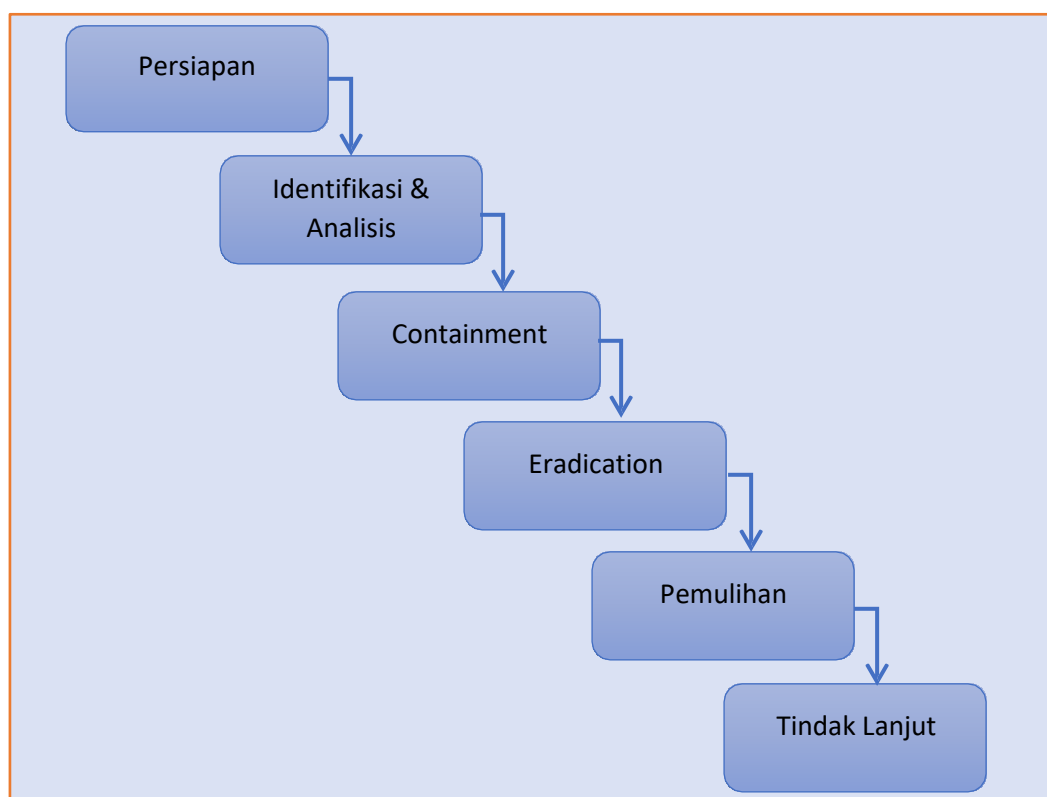 Persiapan
Identifikasi &
Analisis
Containment
Eradication
Pemulihan
Tindak Lanjut